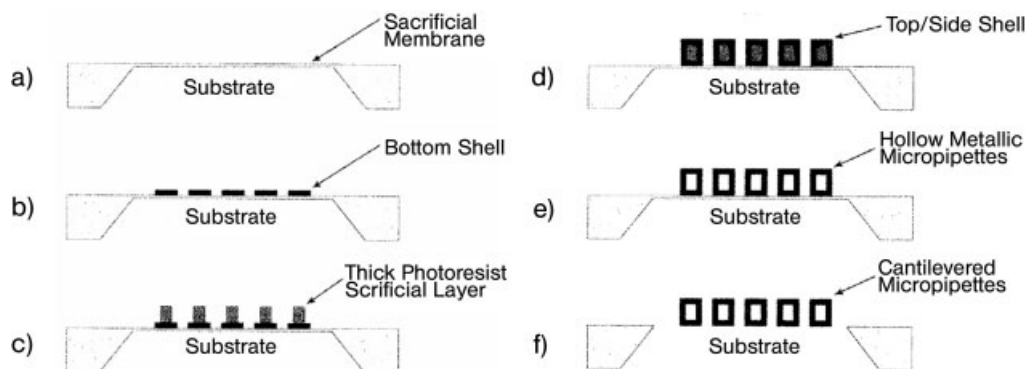 a)
Sacrificial
Membrane
Substrate
b)
Bottom Shell
Substrate
c)
Thick Photoresist
Scrificial Layer
Substrate
d)
Top/Side Shell
Substrate
e)
Hollow Metallic
Micropipettes
Substrate
f)
Cantilevered
Micropipettes
Substrate